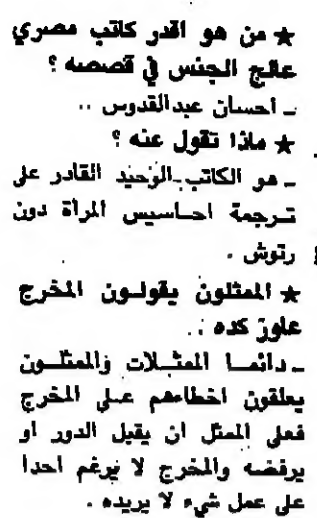 ★ من هو اقدر كاتب مصري
عالج الجنس في قصصه ؟
ـ احسان عبدالقدوس ..
★ ماذا تقول عنه ؟
ـ هو الكاتب الوحيد القادر على
ترجمة احاسيس المرأة دون
رتوش .
★ الممثلون يقولون المخرج
عاوز كده ..
ـ دائما الممثلات والممثلون
يعلقون اخطاءهم على المخرج
فعلى الممثل ان يقبل الدور او
يرفضه والمخرج لا يرغم احدا
على عمل شيء لا يريده .